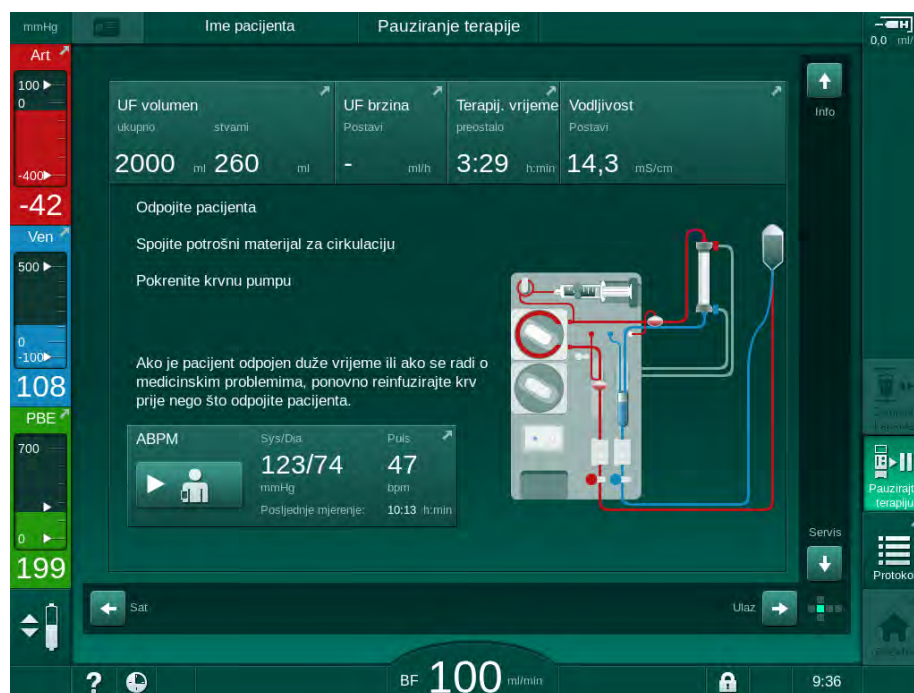 mmHg
Ime pacijenta
Pauziranje terapije
0,0 ml/
Art
100
0
-400
-42
Ven
500
0
-100
108
PBE
700
0
199
UF volumen
ukupno stvarni
2000 ml 260 ml
UF brzina
Postavi
- ml/h
Terapij. vrijeme
preostalo
3:29 h:min
Vodljivost
Postavi
14,3 mS/cm
Odpojite pacijenta
Spojite potrošni materijal za cirkulaciju
Pokrenite krvnu pumpu
Ako je pacijent odpojen duže vrijeme ili ako se radi o
medicinskim problemima, ponovno reinfuzirajte krv
prije nego što odpojite pacijenta.
ABPM
Sys/Dia
123/74
mmHg
Puls
47
bpm
Posljednje mjerenje: 10:13 h:min
Info
Servis
Sat
Ulaz
Pauzirajt
terapiju
Protoko
?
BF 100 ml/min
9:36